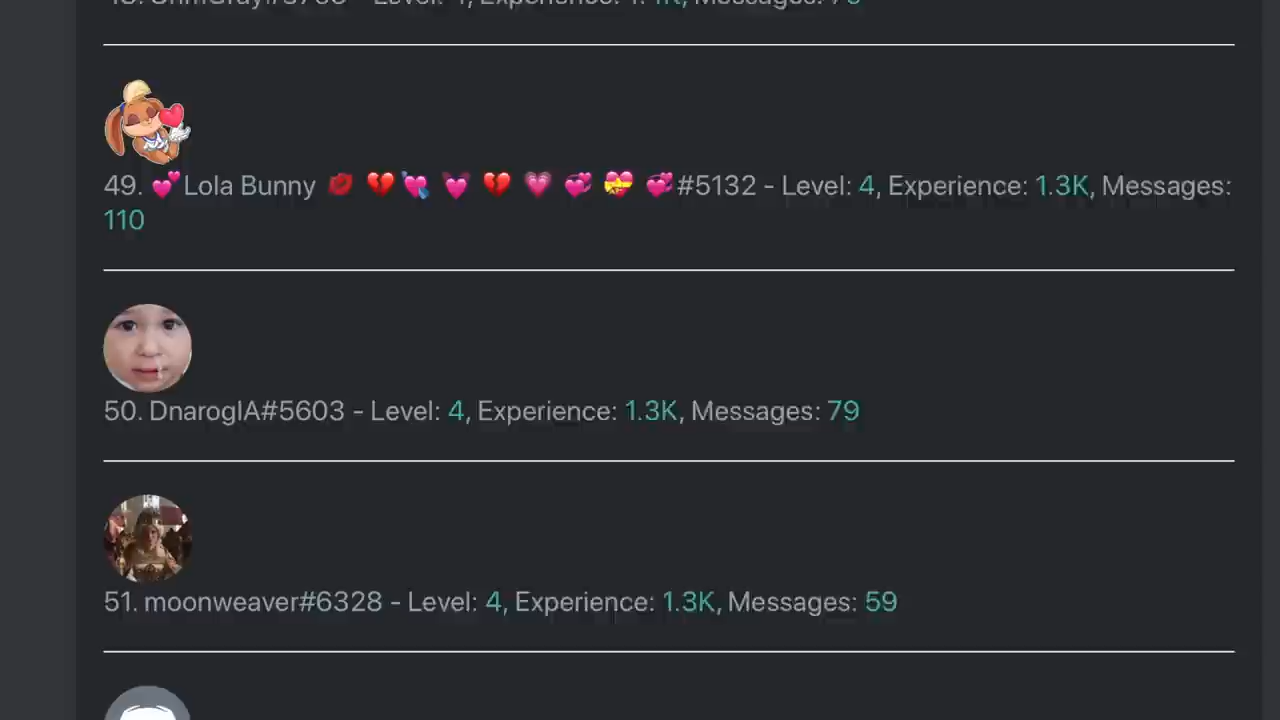 49. 💕Lola Bunny 💋 💔💘 💓 💔 💗 💞 💝 💞#5132 - Level: 4, Experience: 1.3K, Messages:
110
50. DnarogIA#5603 - Level: 4, Experience: 1.3K, Messages: 79
51. moonweaver#6328 - Level: 4, Experience: 1.3K, Messages: 59